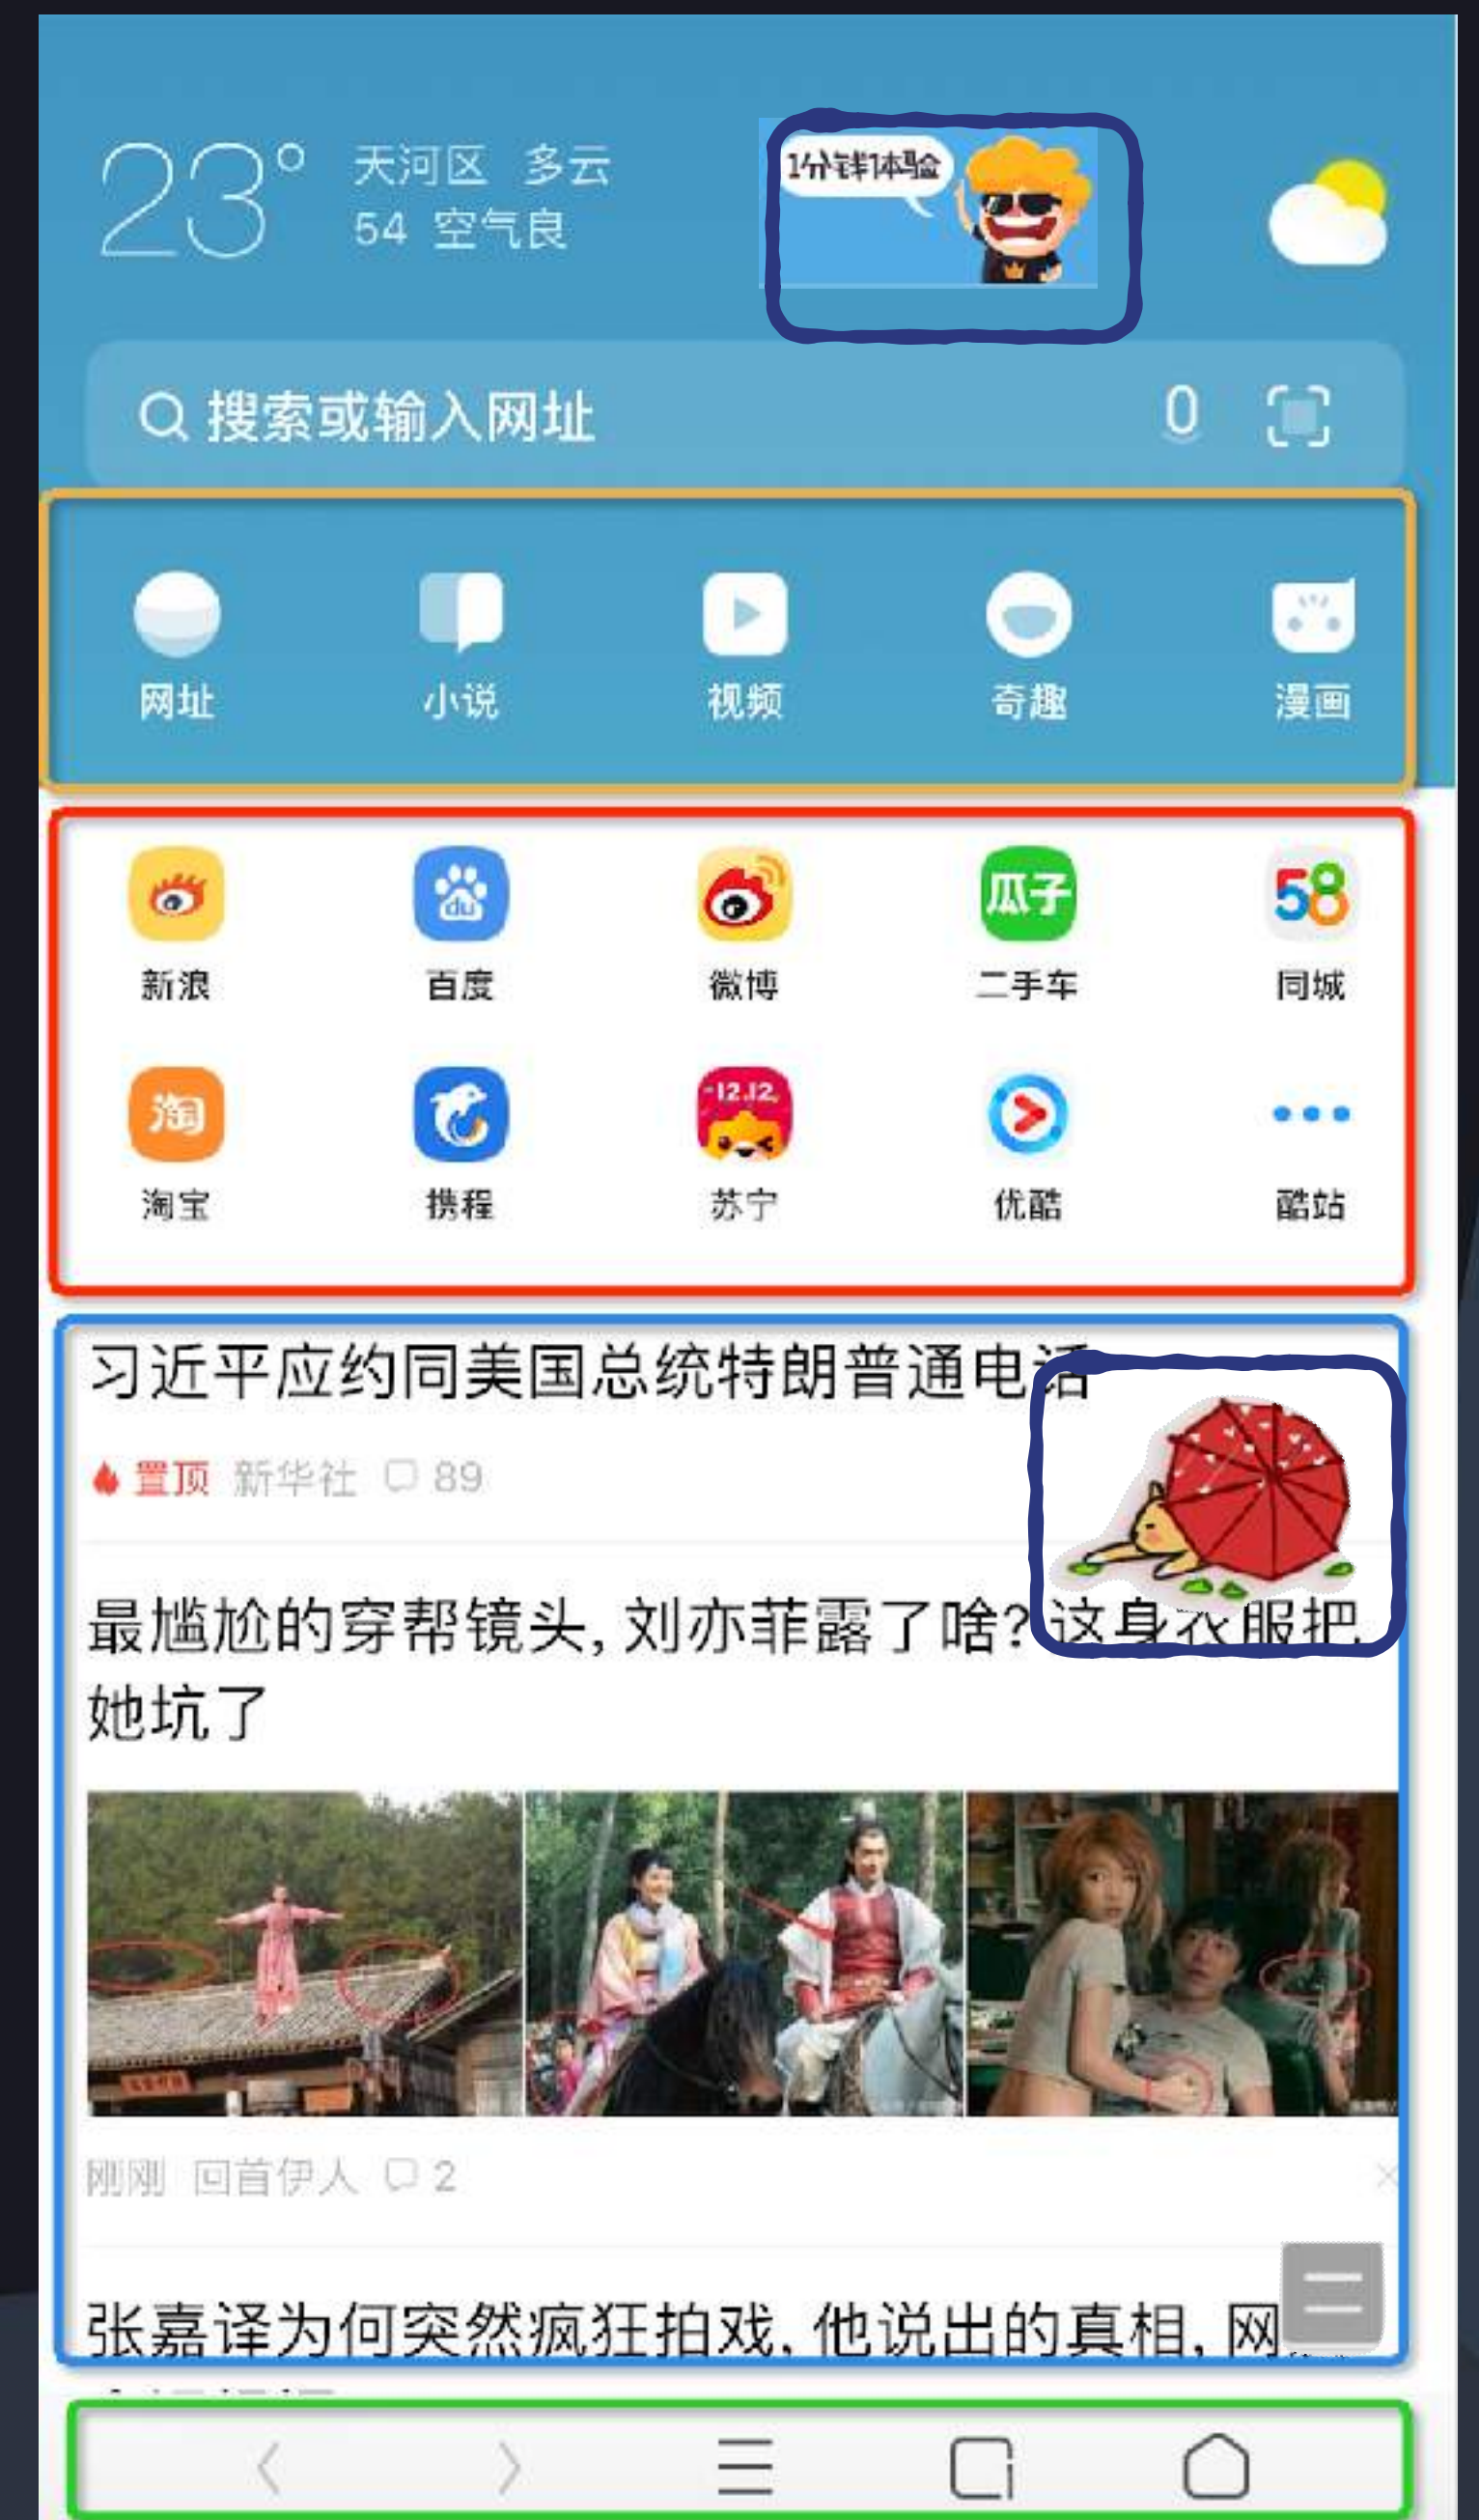 23° 天河区 多云
54 空气良
1分钱体验
搜索或输入网址
网址 小说 视频 奇趣 漫画
du 瓜子 58
新浪 百度 微博 二手车 同城
淘 12.12
淘宝 携程 苏宁 优酷 酷站
习近平应约同美国总统特朗普通电话
置顶 新华社 89
最尴尬的穿帮镜头,刘亦菲露了啥?这身衣服把
她坑了
刚刚 回首伊人 2
张嘉译为何突然疯狂拍戏,他说出的真相,网